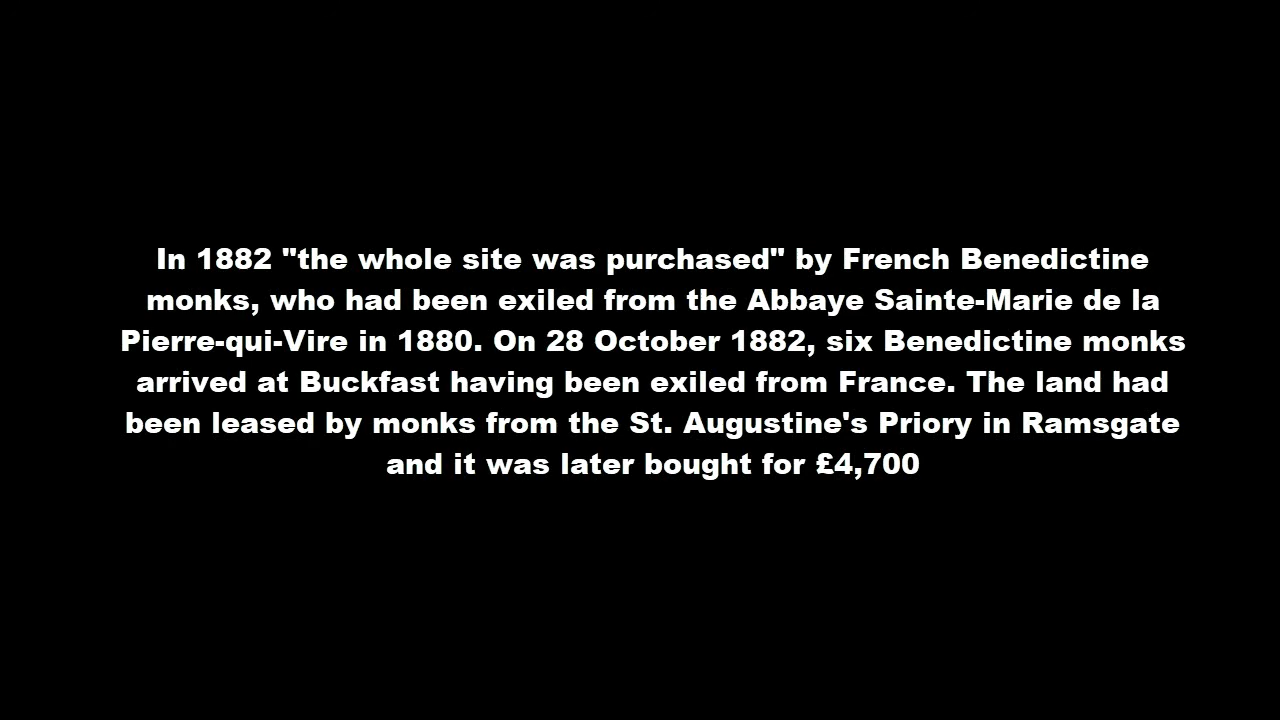 In 1882 "the whole site was purchased" by French Benedictine
monks, who had been exiled from the Abbaye Sainte-Marie de la
Pierre-qui-Vire in 1880. On 28 October 1882, six Benedictine monks
arrived at Buckfast having been exiled from France. The land had
been leased by monks from the St. Augustine's Priory in Ramsgate
and it was later bought for £4,700